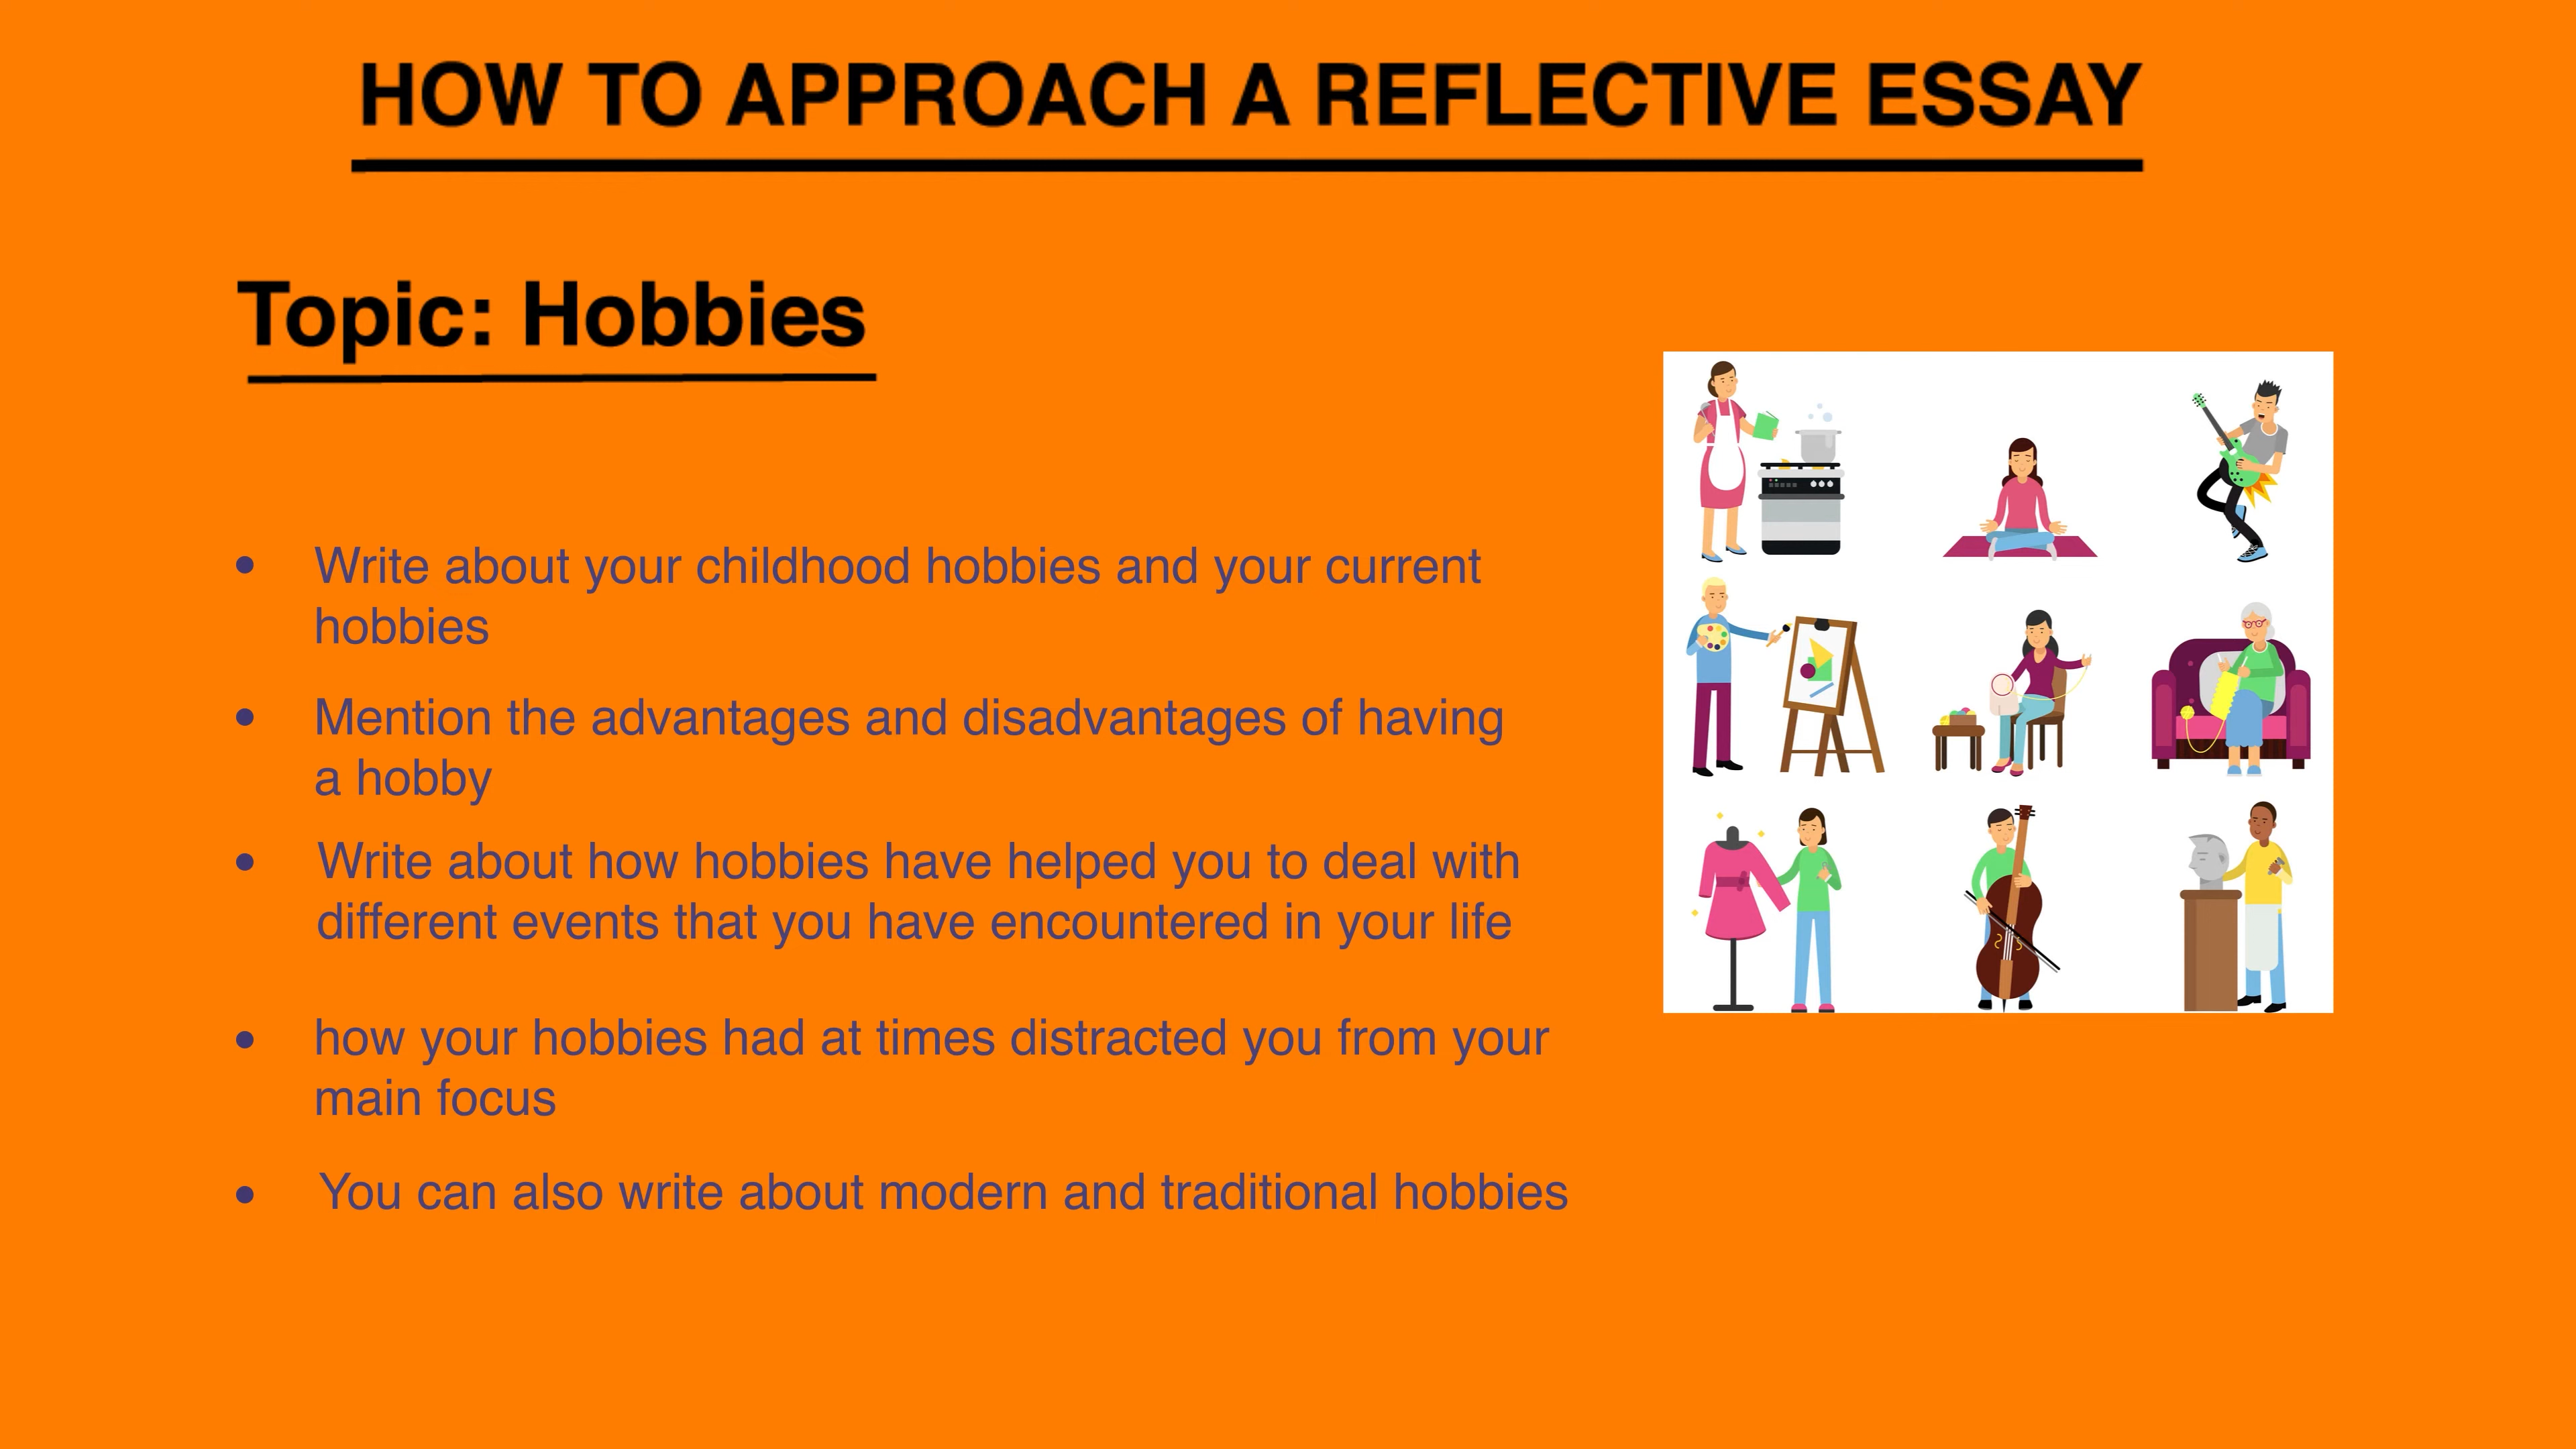 HOW TO APPROACH A REFLECTIVE ESSAY
Topic: Hobbies
• Write about your childhood hobbies and your current
hobbies
• Mention the advantages and disadvantages of having
a hobby
• Write about how hobbies have helped you to deal with
different events that you have encountered in your life
• how your hobbies had at times distracted you from your
main focus
• You can also write about modern and traditional hobbies